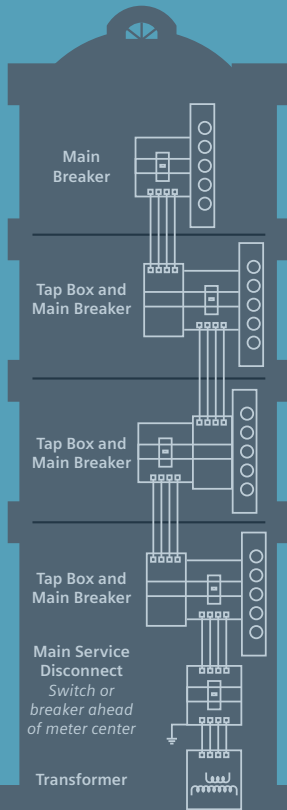 Main
Breaker
Tap Box and
Main Breaker
Tap Box and
Main Breaker
Tap Box and
Main Breaker
Main Service
Disconnect
Switch or
breaker ahead
of meter center
Transformer